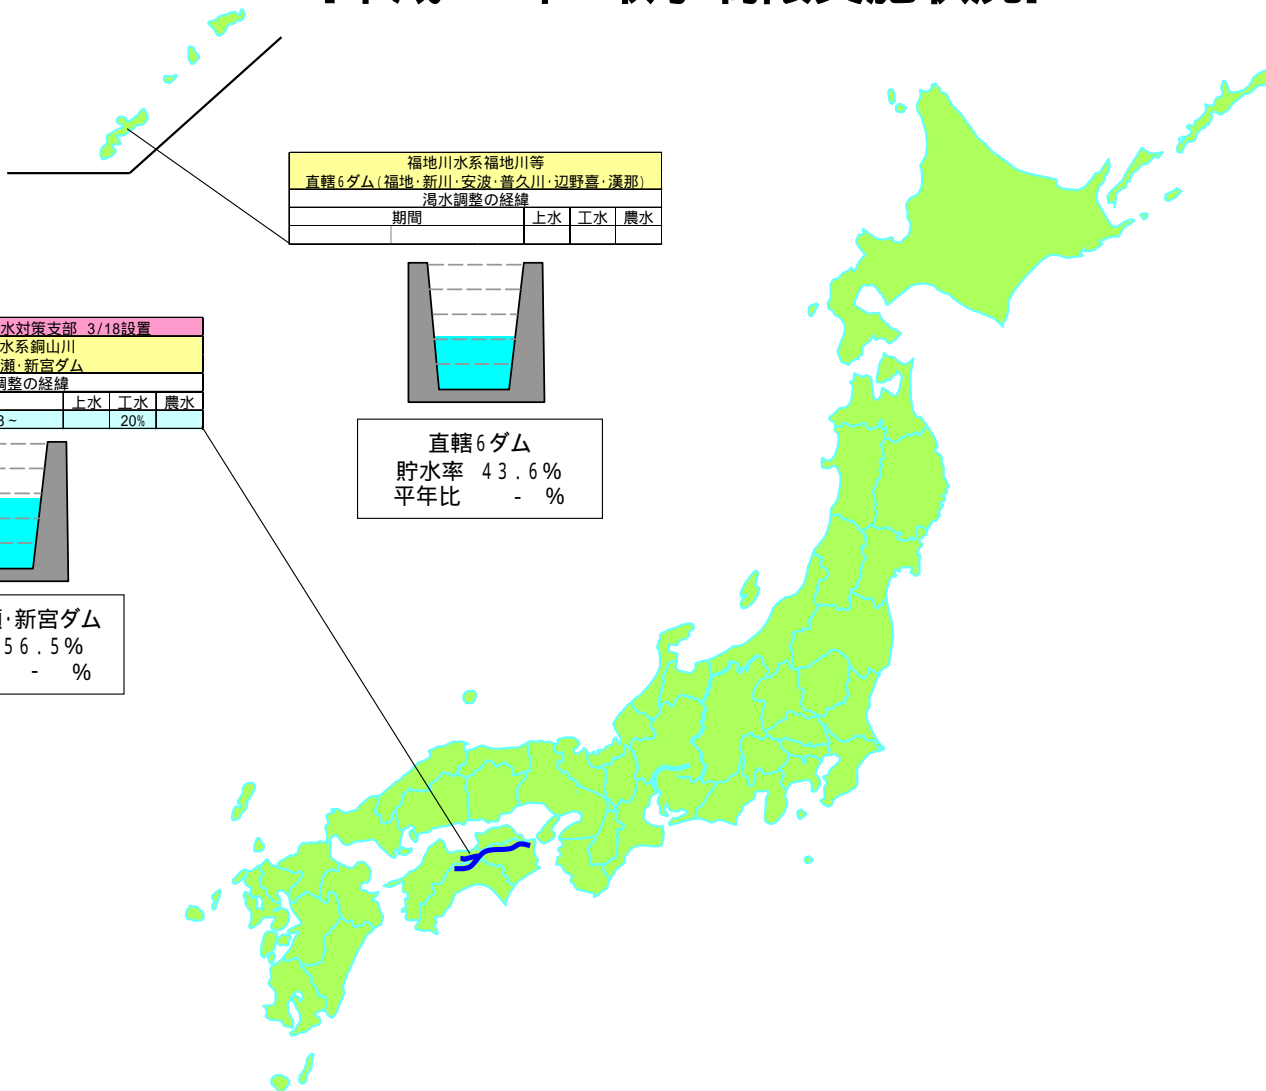 福地川水系福地川等
直轄6ダム(福地・新川・安波・普久川・辺野喜・漢那)
渇水調整の経緯
期間 上水 工水 農水
水対策支部 3/18設置
水系銅山川
瀬・新宮ダム
調整の経緯
上水 工水 農水
~ 20%
直轄6ダム
貯水率 43.6%
平年比 - %
・新宮ダム
56.5%
- %